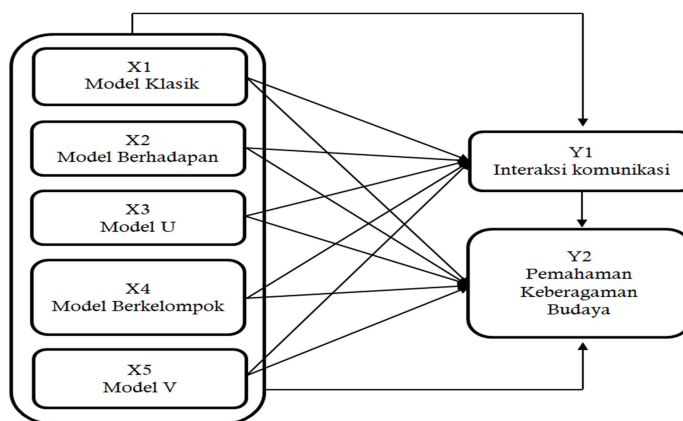 X1
Model Klasik
X2
Model Berhadapan
X3
Model U
X4
Model Berkelompok
X5
Model V
Y1
Interaksi komunikasi
Y2
Pemahaman
Keberagaman
Budaya